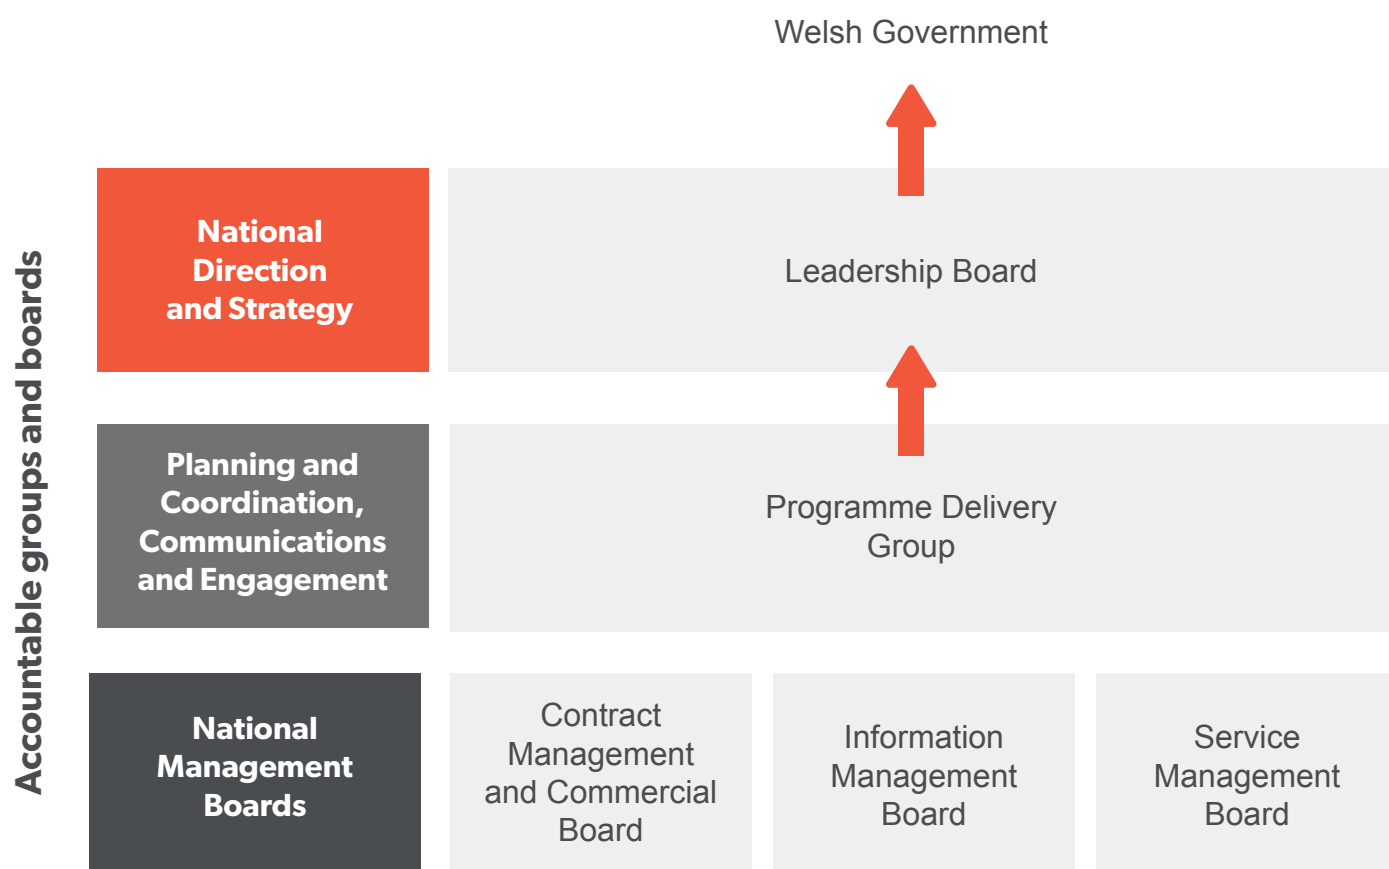 Welsh Government
Accountable groups and boards
National
Direction
and Strategy
Leadership Board
Planning and
Coordination,
Communications
and Engagement
Programme Delivery
Group
National
Management
Boards
Contract
Management
and Commercial
Board
Information
Management
Board
Service
Management
Board